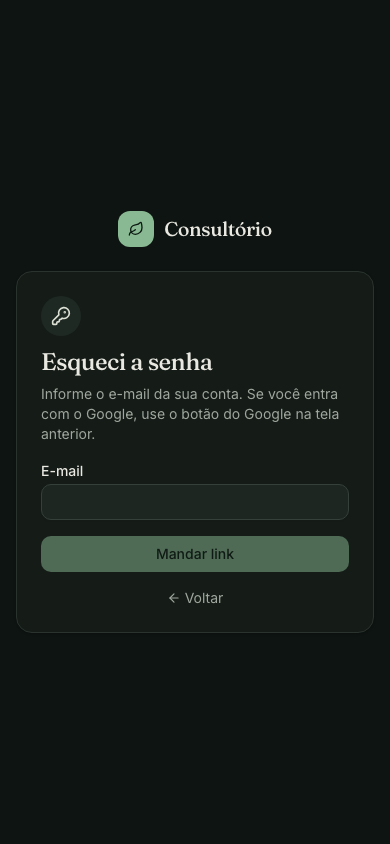 Consultório
Esqueci a senha
Informe o e-mail da sua conta. Se você entra
com o Google, use o botão do Google na tela
anterior.
E-mail
Mandar link
← Voltar